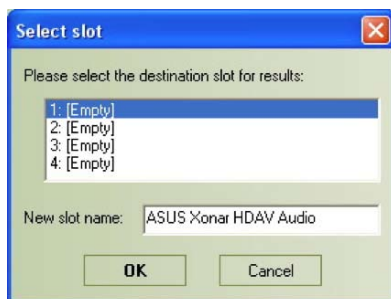 Select slot
Please select the destination slot for results:
1: [Empty]
2: [Empty]
3: [Empty]
4: [Empty]
New slot name: ASUS Xonar HDAV Audio
OK Cancel